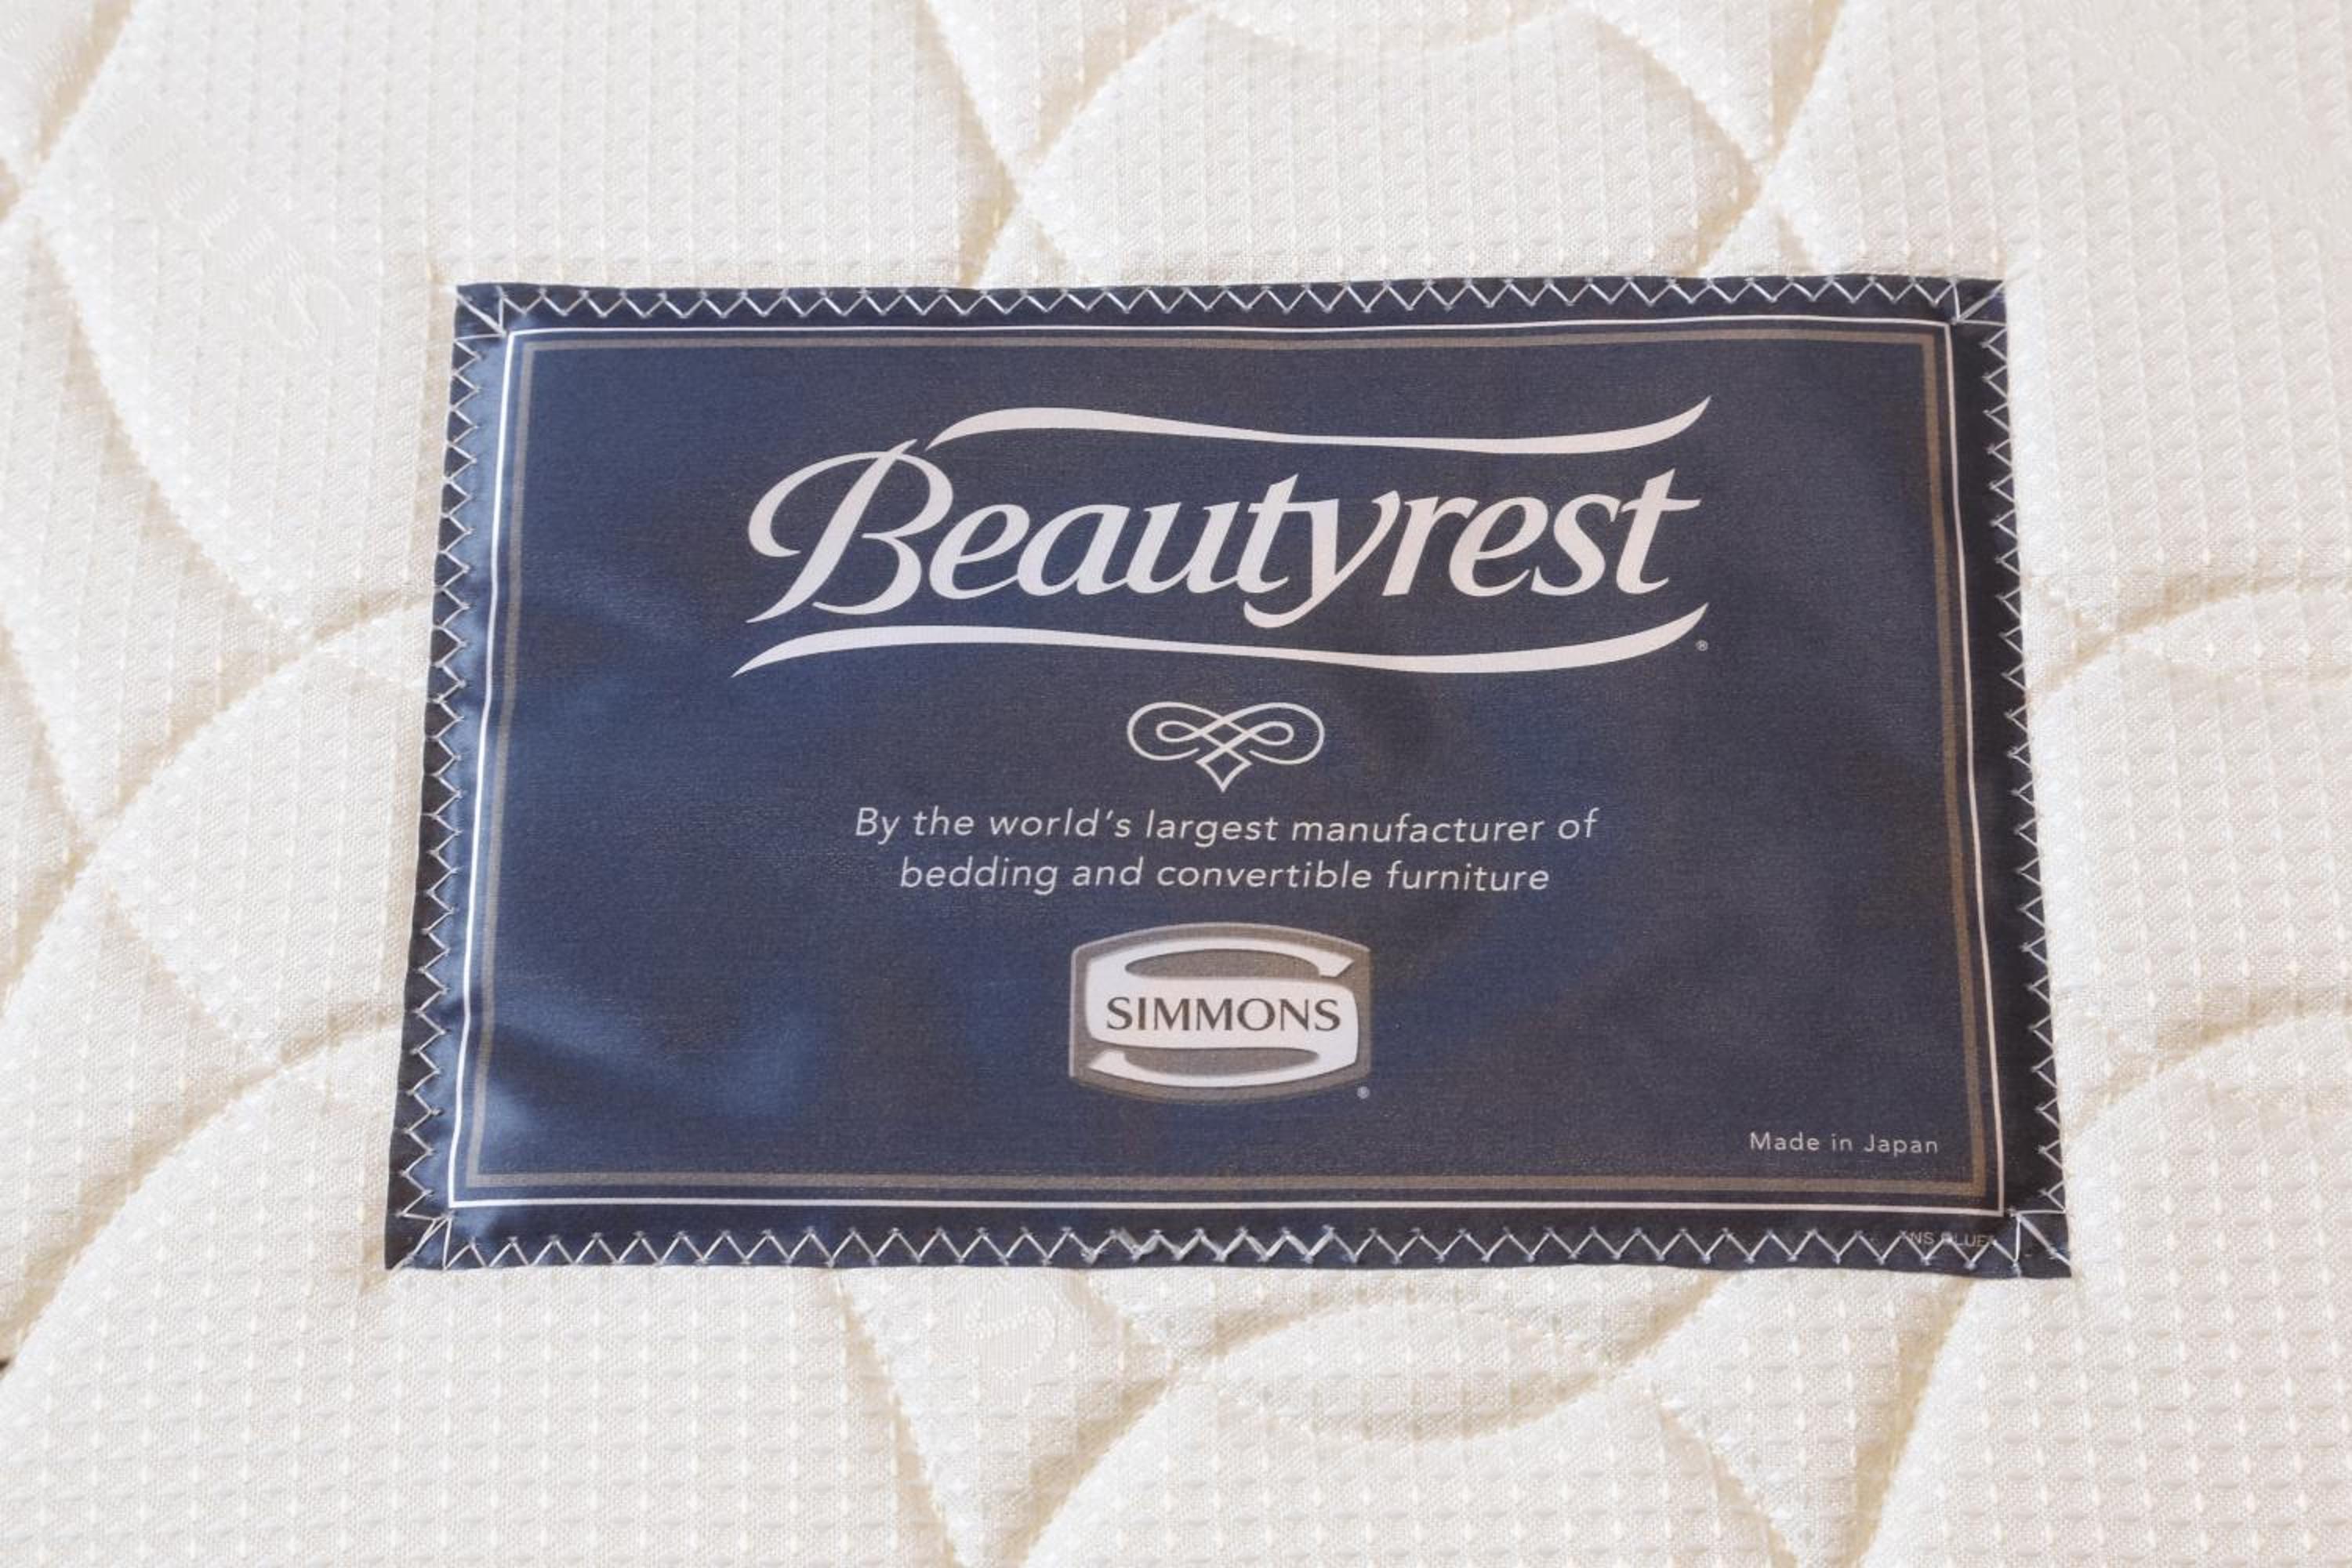 Beautyrest®
By the world's largest manufacturer of
bedding and convertible furniture
SIMMONS®
Made in Japan